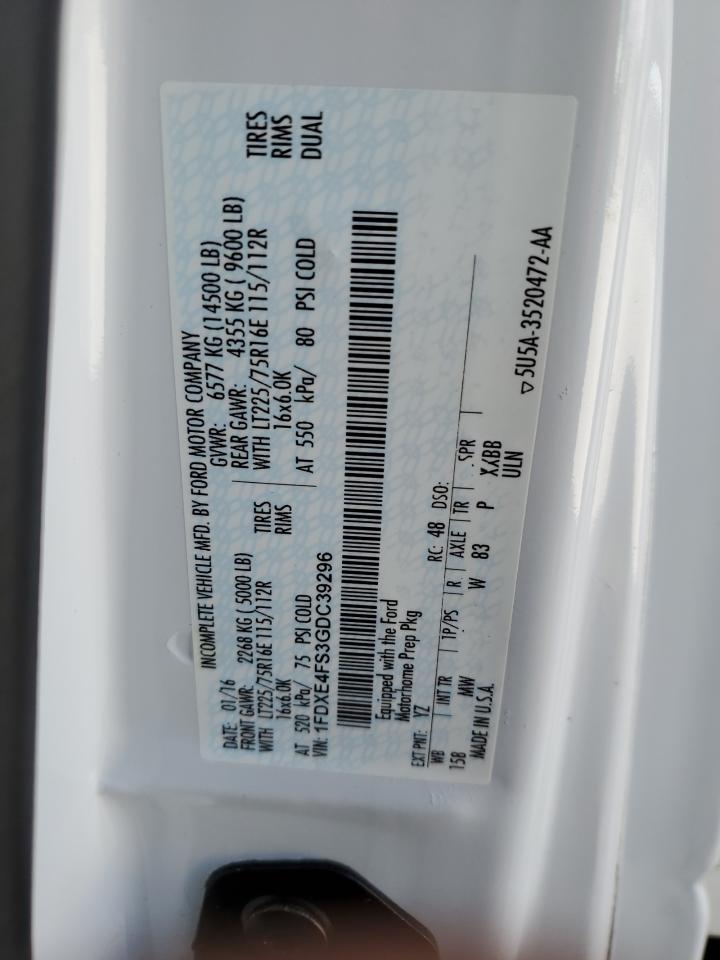 INCOMPLETE VEHICLE MFD. BY FORD MOTOR COMPANY
DATE: 01/16 GVWR: 6577 KG (14500 LB)
FRONT GAWR: 2268 KG (5000 LB) REAR GAWR: 4355 KG (9600 LB)
WITH LT225/75R16E 115/112R TIRES WITH LT225/75R16E 115/112R TIRES
16x6.0K RIMS 16x6.0K RIMS
AT 520 kPa/ 75 PSI COLD AT 550 kPa/ 80 PSI COLD DUAL
VIN: 1FDXE4FS3GDC39296
Equipped with the Ford
Motorhome Prep Pkg
EXT PNT: YZ RC: 48 DSO:
WB INT TR TP/PS R AXLE TR SPR
158 MW W 83 P XXBB
MADE IN U.S.A. ULN
▽5U5A-3520472-AA